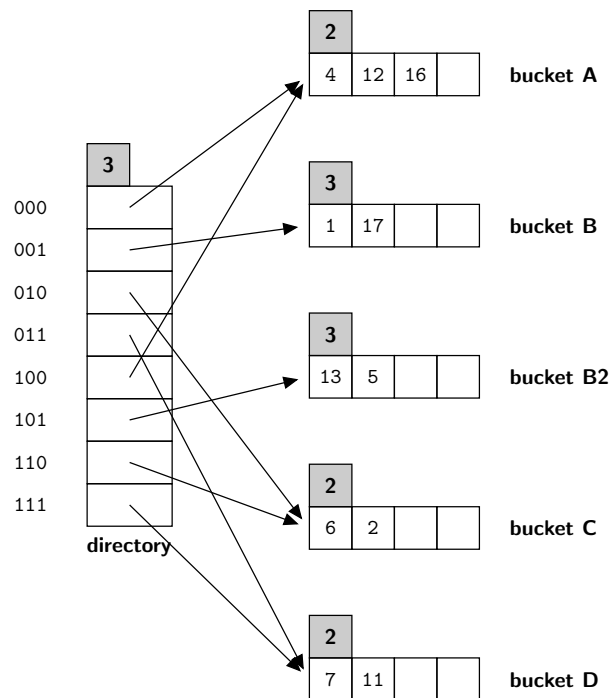 2
4 12 16 bucket A
3
3
000
1 17 bucket B
001
010
3
011
13 5 bucket B2
100
101
110
2
111
6 2 bucket C
directory
2
7 11 bucket D